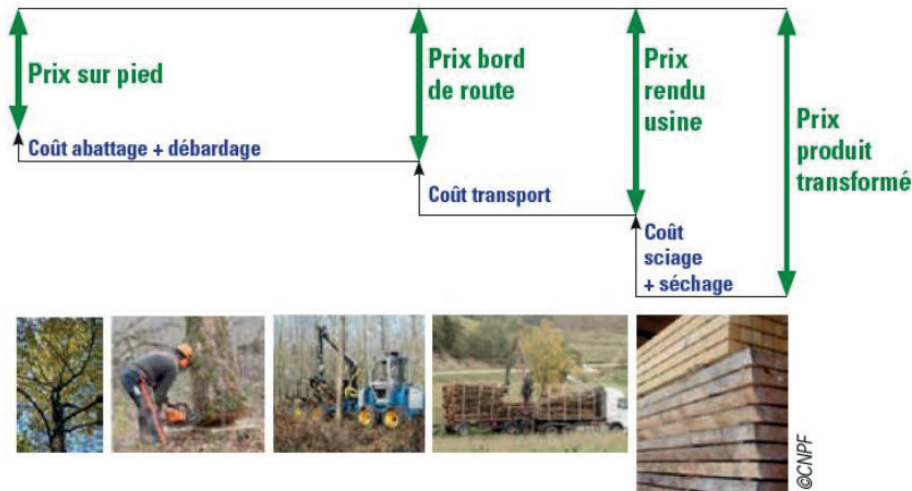 Prix sur pied
Coût abattage + débardage
Prix bord
de route
Coût transport
Prix
rendu
usine
Coût
sciage
+ séchage
Prix
produit
transformé
©CNPF